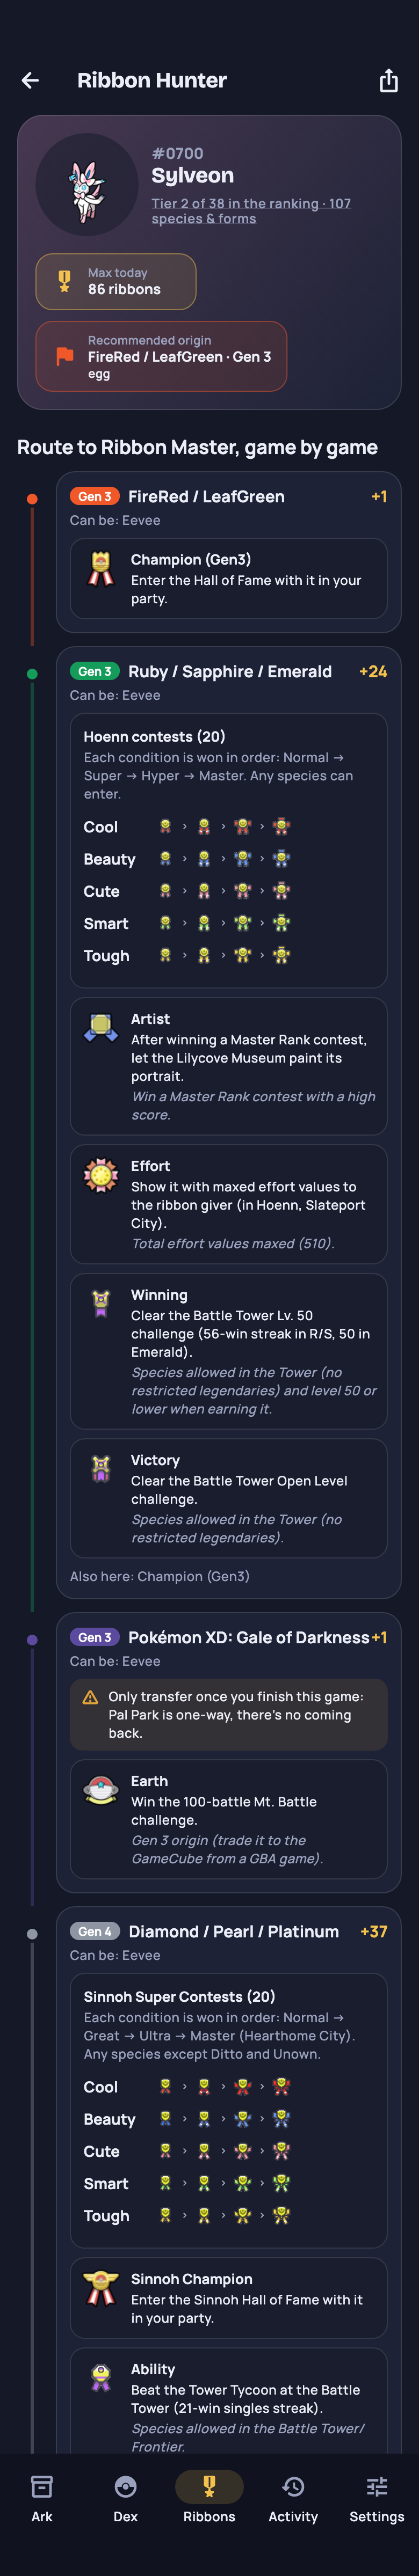 Ribbon Hunter
#0700
Sylveon
Tier 2 of 38 in the ranking · 107
species & forms
Max today
86 ribbons
Recommended origin
FireRed / LeafGreen · Gen 3
egg
Route to Ribbon Master, game by game
Gen 3 FireRed / LeafGreen +1
Can be: Eevee
Champion (Gen3)
Enter the Hall of Fame with it in your
party.
Gen 3 Ruby / Sapphire / Emerald +24
Can be: Eevee
Hoenn contests (20)
Each condition is won in order: Normal →
Super → Hyper → Master. Any species can
enter.
Cool › › ›
Beauty › › ›
Cute › › ›
Smart › › ›
Tough › › ›
Artist
After winning a Master Rank contest,
let the Lilycove Museum paint its
portrait.
Win a Master Rank contest with a high
score.
Effort
Show it with maxed effort values to
the ribbon giver (in Hoenn, Slateport
City).
Total effort values maxed (510).
Winning
Clear the Battle Tower Lv. 50
challenge (56-win streak in R/S, 50 in
Emerald).
Species allowed in the Tower (no
restricted legendaries) and level 50 or
lower when earning it.
Victory
Clear the Battle Tower Open Level
challenge.
Species allowed in the Tower (no
restricted legendaries).
Also here: Champion (Gen3)
Gen 3 Pokémon XD: Gale of Darkness +1
Can be: Eevee
Only transfer once you finish this game:
Pal Park is one-way, there's no coming
back.
Earth
Win the 100-battle Mt. Battle
challenge.
Gen 3 origin (trade it to the
GameCube from a GBA game).
Gen 4 Diamond / Pearl / Platinum +37
Can be: Eevee
Sinnoh Super Contests (20)
Each condition is won in order: Normal →
Great → Ultra → Master (Hearthome City).
Any species except Ditto and Unown.
Cool › › ›
Beauty › › ›
Cute › › ›
Smart › › ›
Tough › › ›
Sinnoh Champion
Enter the Sinnoh Hall of Fame with it
in your party.
Ability
Beat the Tower Tycoon at the Battle
Tower (21-win singles streak).
Species allowed in the Battle Tower/
Frontier.
Ark Dex Ribbons Activity Settings